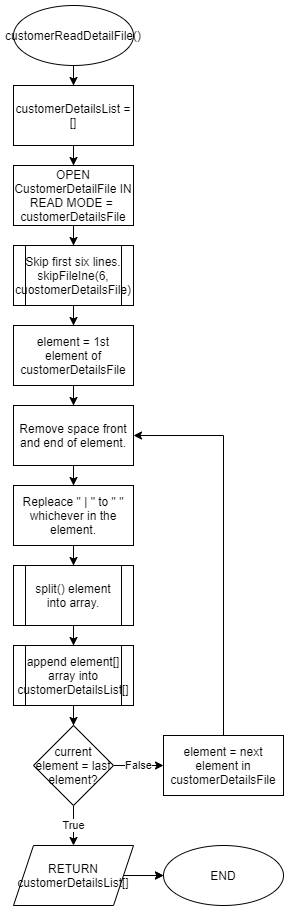 customerReadDetailFile()
customerDetailsList =
[]
OPEN
CustomerDetailFile IN
READ MODE =
customerDetailsFile
Skip first six lines.
skipFileIne(6,
cuostomerDetailsFile)
element = 1st
element of
customerDetailsFile
Remove space front
and end of element.
Repleace " | " to " "
whichever in the
element.
split() element
into array.
append element[]
array into
customerDetailsList[]
current
element = last
element?
False
element = next
element in
customerDetailsFile
True
RETURN
customerDetailsList[]
END